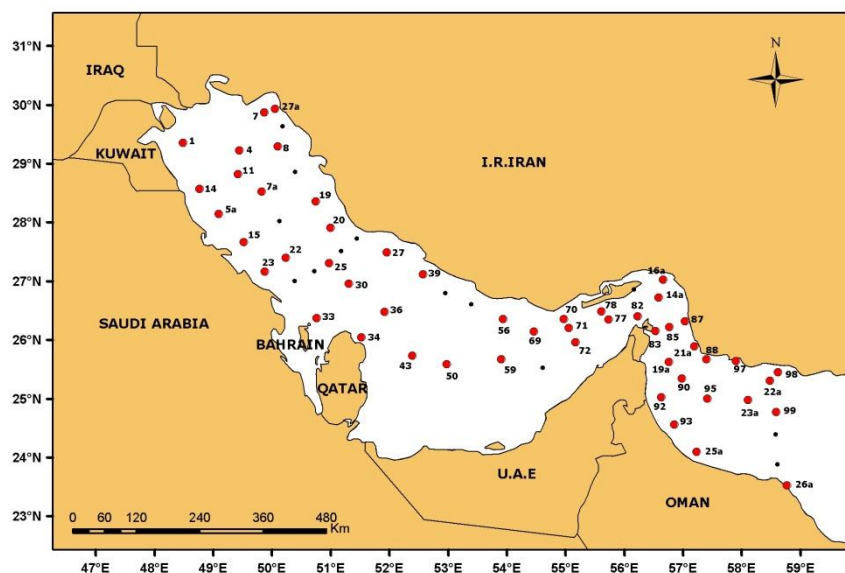 N
31°N
30°N
29°N
28°N
27°N
26°N
25°N
24°N
23°N
IRAQ
KUWAIT
I.R.IRAN
SAUDI ARABIA
BAHRAIN
QATAR
U.A.E
OMAN
27a
7
1
4
8
11
7a
14
5a
19
20
15
22
23
25
27
39
30
33
36
34
43
50
56
59
69
70
71
72
78
77
82
16a
14a
87
83
85
21a
88
97
98
19a
90
95
22a
92
23a
99
93
25a
26a
0 60 120 240 360 480
Km
47°E 48°E 49°E 50°E 51°E 52°E 53°E 54°E 55°E 56°E 57°E 58°E 59°E